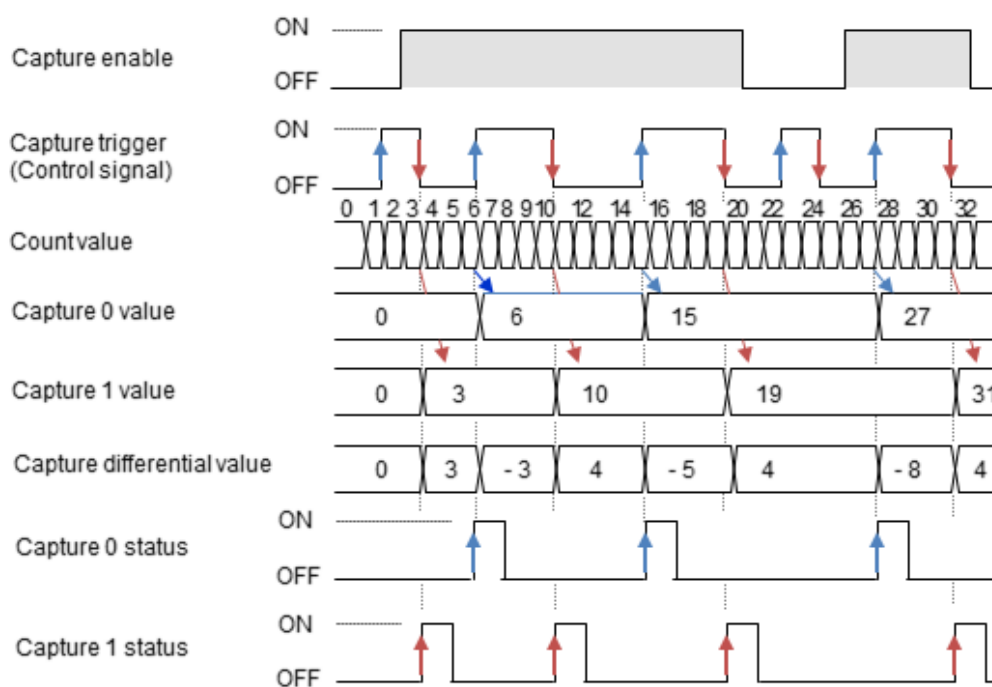 ON
Capture enable
OFF
ON
Capture trigger
(Control signal)
OFF
0 1 2 3 4 5 6 7 8 9 10 12 14 16 18 20 22 24 26 28 30 32
Count value
Capture 0 value 0 6 15 27
Capture 1 value 0 3 10 19 31
Capture differential value 0 3 - 3 4 - 5 4 - 8 4
ON
Capture 0 status
OFF
ON
Capture 1 status
OFF